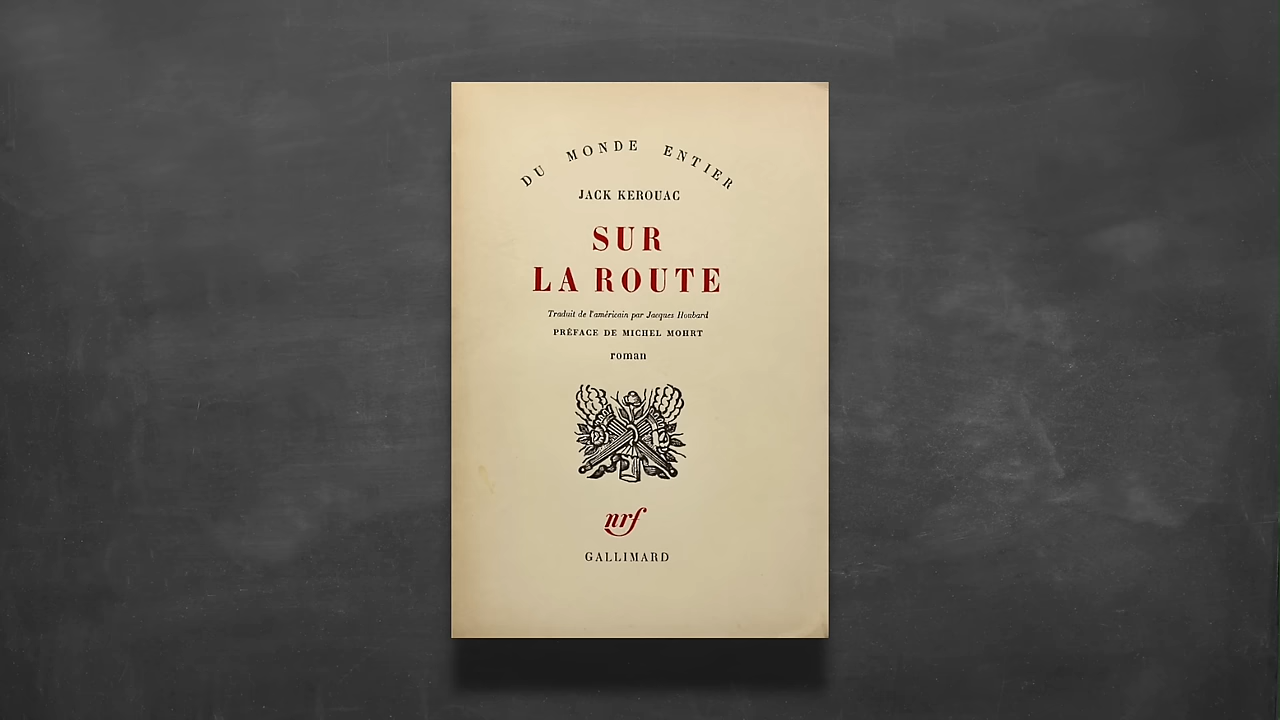 DU MONDE ENTIER
JACK KEROUAC
SUR
LA ROUTE
Traduit de l'américain par Jacques Houbard
PRÉFACE DE MICHEL MOHRT
roman
nrf
GALLIMARD